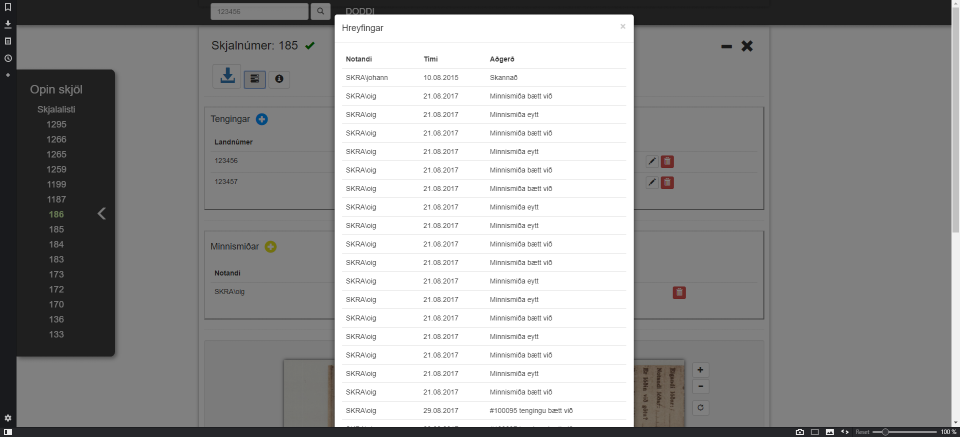 123456
DODDI
Skjalnúmer: 185
Opin skjöl
Skjalalisti
1295
1266
1265
1259
1199
1187
186
185
184
183
173
172
170
136
133
Tengingar
Landnúmer
123456
123457
Minnismiðar
Notandi
SKRA\oig
Hreyfingar
×
Notandi Tími Aðgerð
SKRA\johann 10.08.2015 Skannað
SKRA\oig 21.08.2017 Minnismiða bætt við
SKRA\oig 21.08.2017 Minnismiða eytt
SKRA\oig 21.08.2017 Minnismiða bætt við
SKRA\oig 21.08.2017 Minnismiða eytt
SKRA\oig 21.08.2017 Minnismiða bætt við
SKRA\oig 21.08.2017 Minnismiða bætt við
SKRA\oig 21.08.2017 Minnismiða eytt
SKRA\oig 21.08.2017 Minnismiða eytt
SKRA\oig 21.08.2017 Minnismiða bætt við
SKRA\oig 21.08.2017 Minnismiða bætt við
SKRA\oig 21.08.2017 Minnismiða eytt
SKRA\oig 21.08.2017 Minnismiða eytt
SKRA\oig 21.08.2017 Minnismiða bætt við
SKRA\oig 21.08.2017 Minnismiða eytt
SKRA\oig 21.08.2017 Minnismiða bætt við
SKRA\oig 21.08.2017 Minnismiða eytt
SKRA\oig 21.08.2017 Minnismiða bætt við
SKRA\oig 29.08.2017 #100095 tengingu bætt við
Reset 100 %